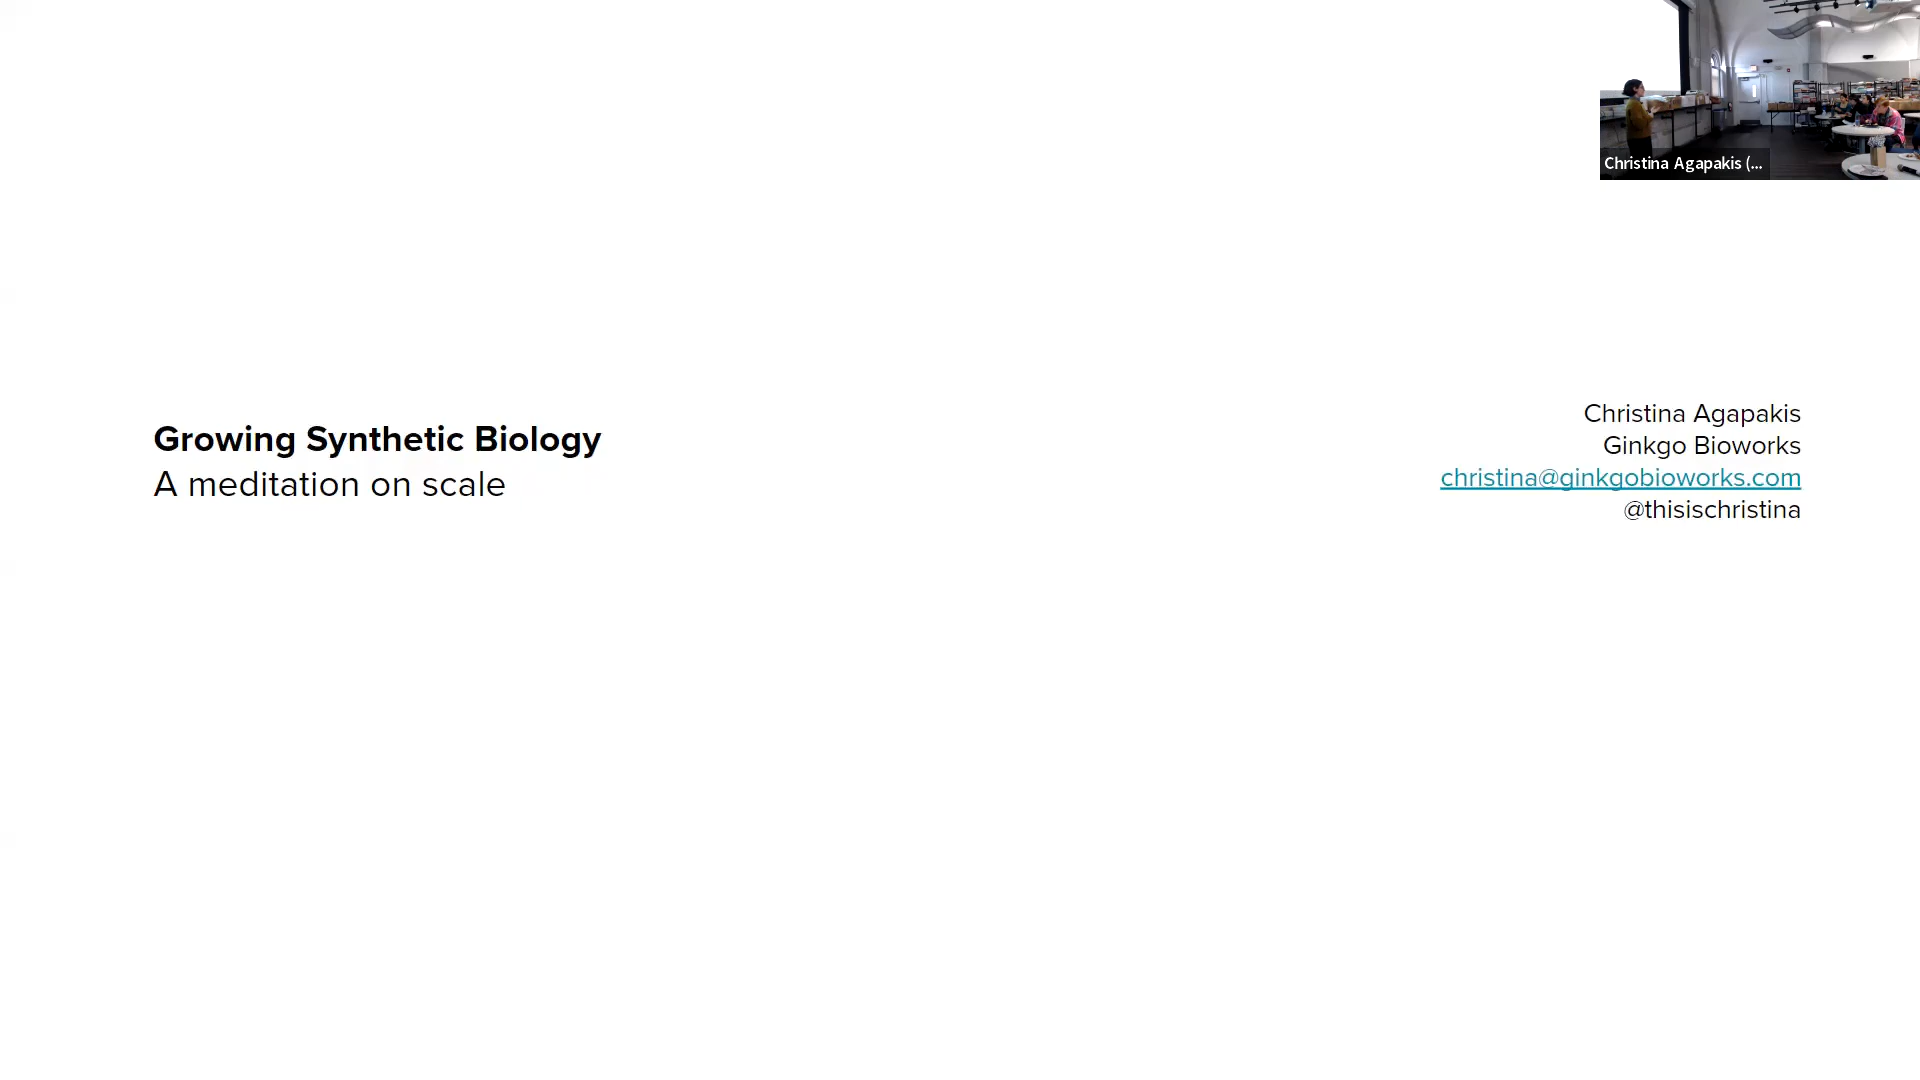 Growing Synthetic Biology
A meditation on scale
Christina Agapakis
Ginkgo Bioworks
christina@ginkgobioworks.com
@thisischristina
Christina Agapakis (...